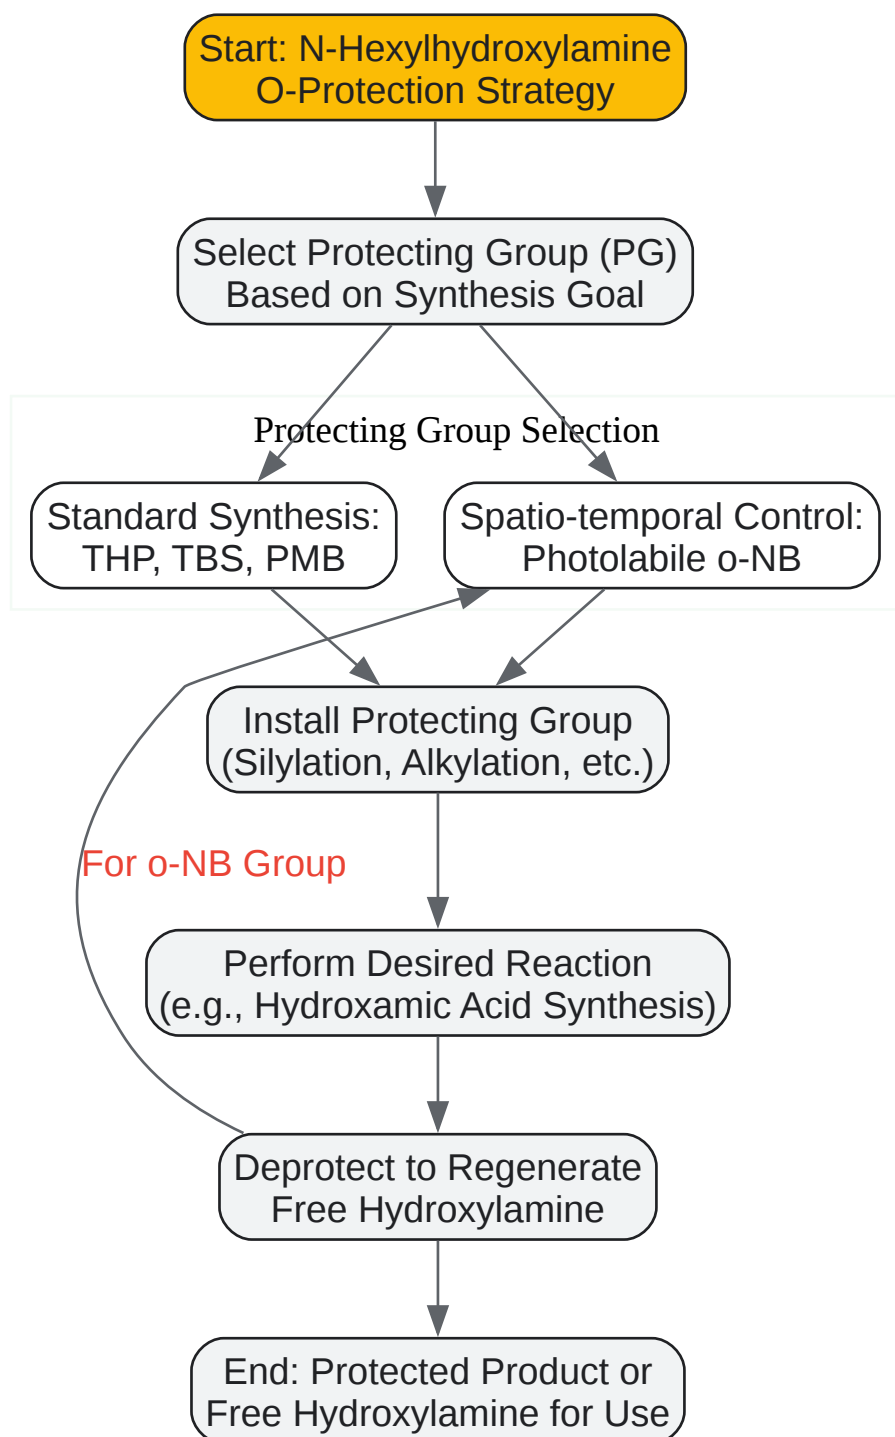 Start: N-Hexylhydroxylamine
O-Protection Strategy
Select Protecting Group (PG)
Based on Synthesis Goal
Protecting Group Selection
Standard Synthesis:
THP, TBS, PMB
Spatio-temporal Control:
Photolabile o-NB
Install Protecting Group
(Silylation, Alkylation, etc.)
For o-NB Group
Perform Desired Reaction
(e.g., Hydroxamic Acid Synthesis)
Deprotect to Regenerate
Free Hydroxylamine
End: Protected Product or
Free Hydroxylamine for Use